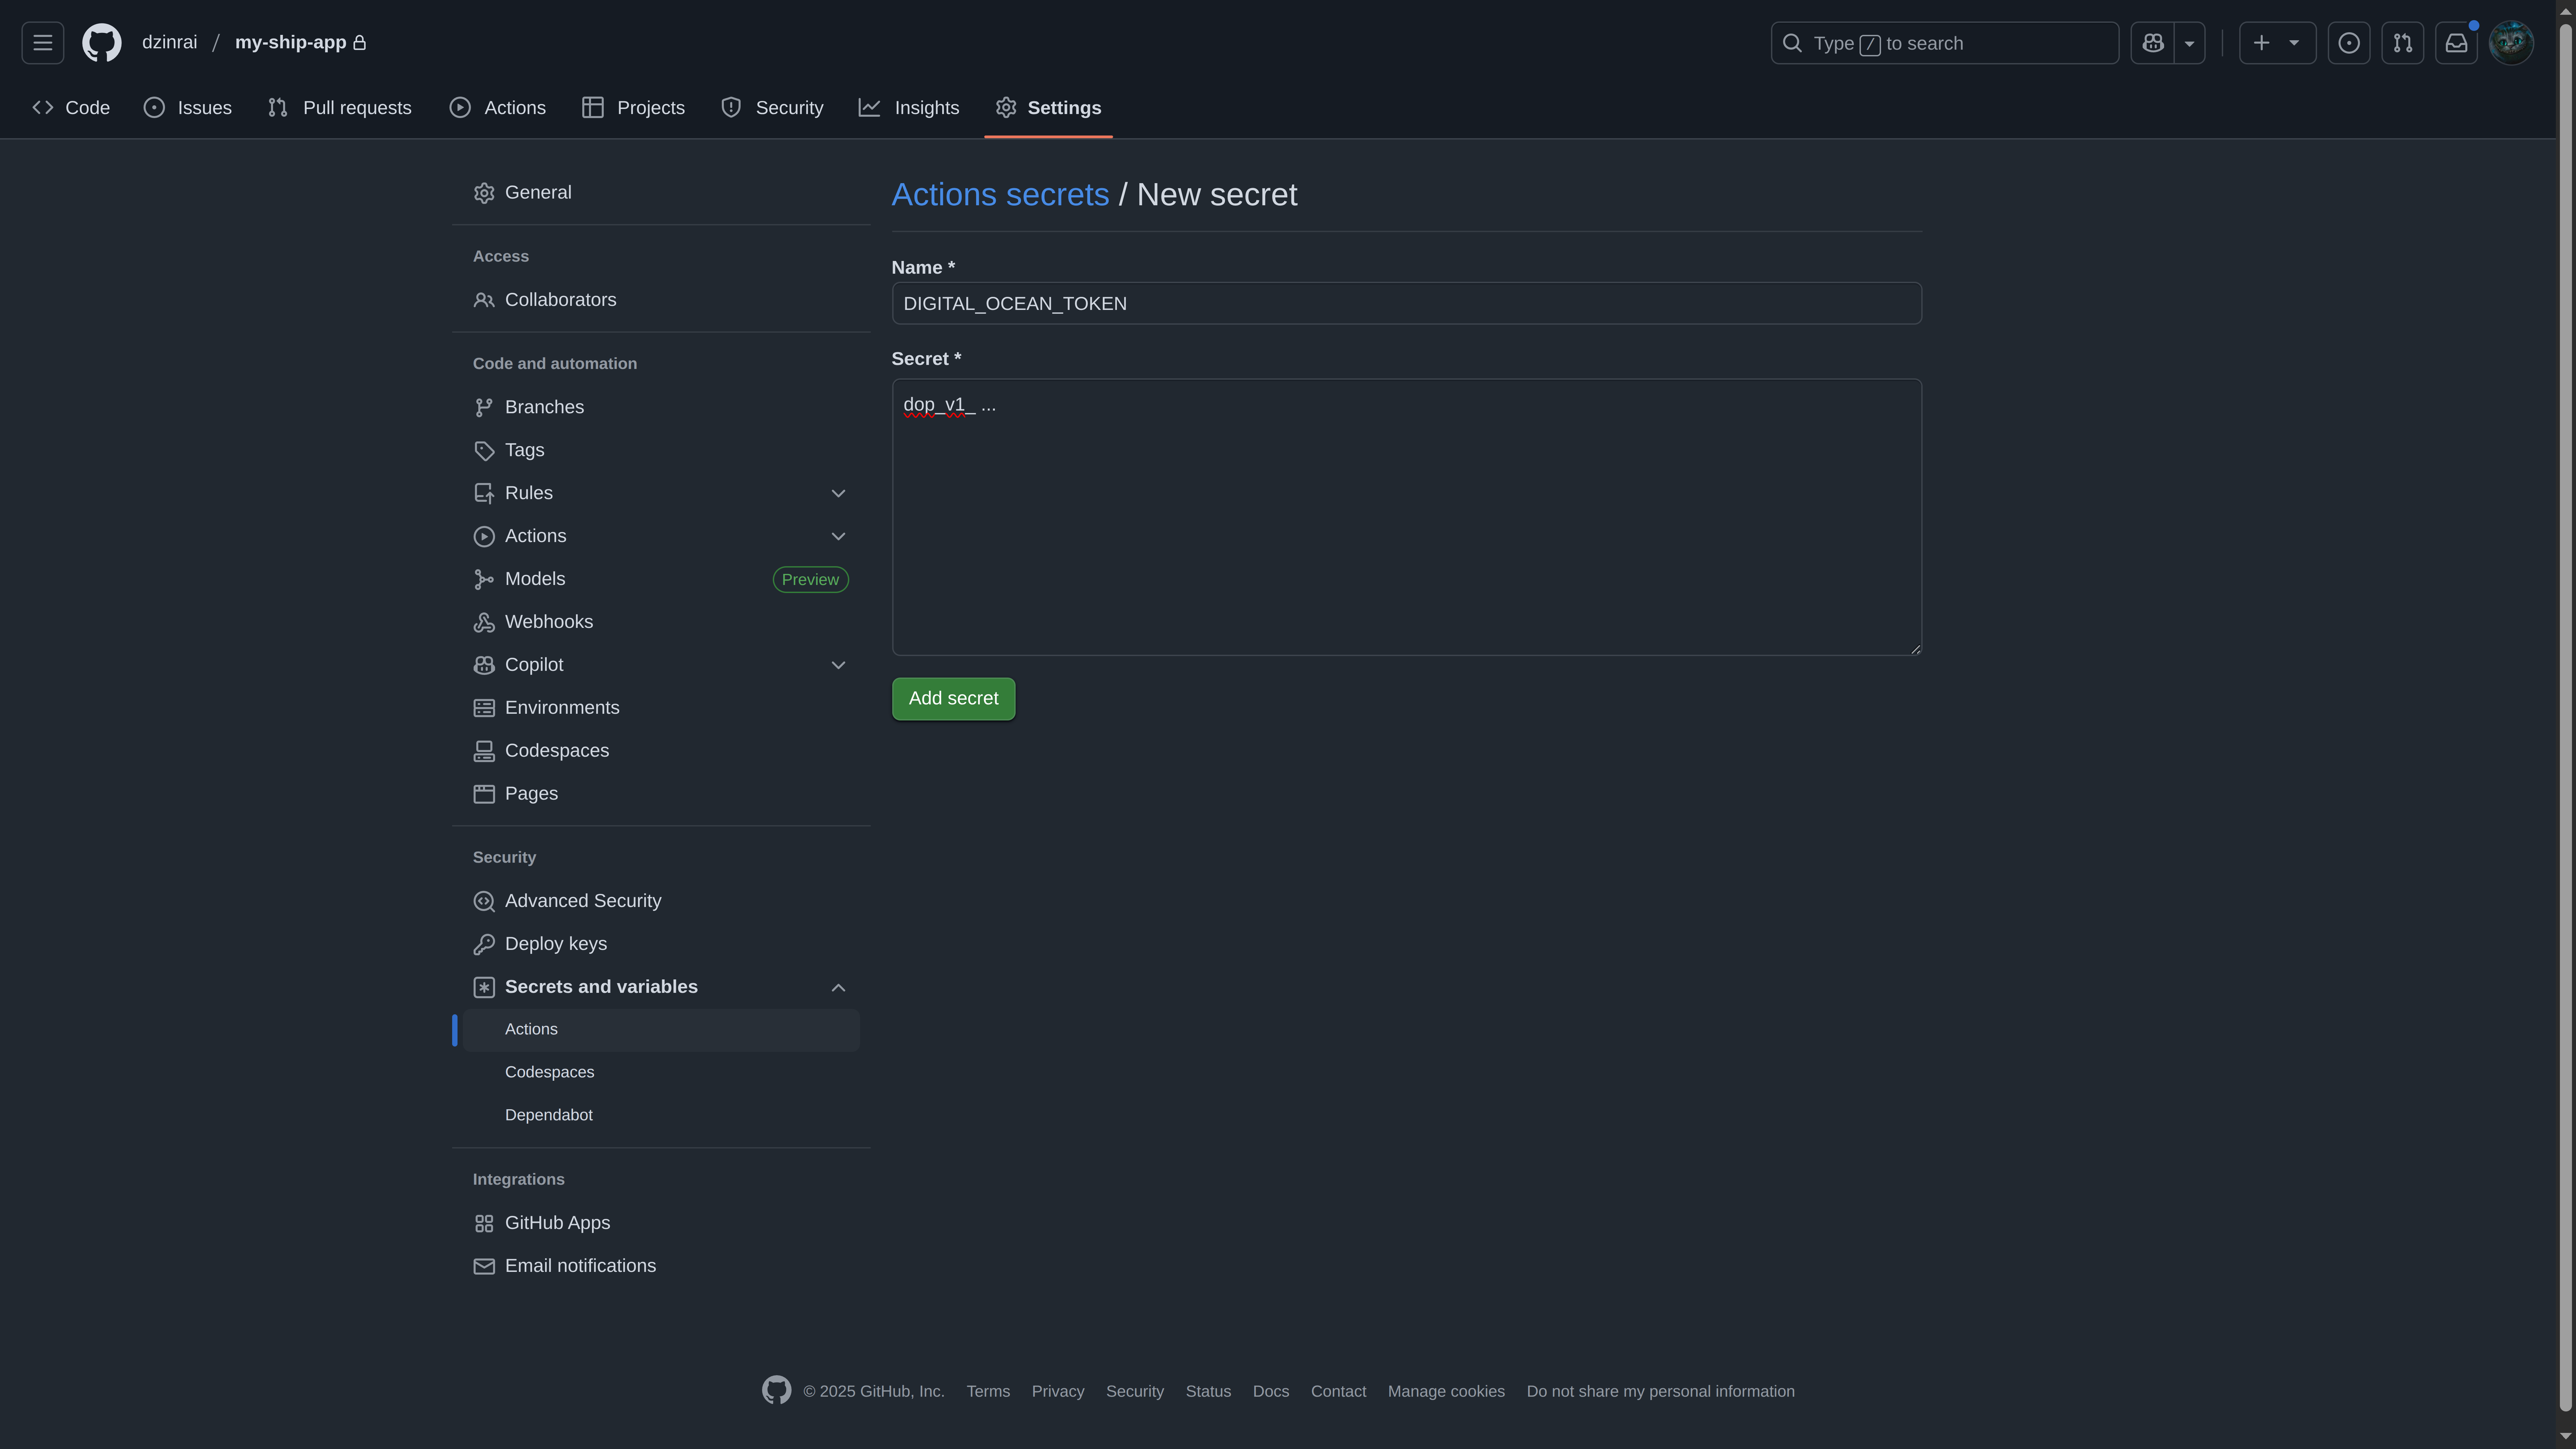 dzinrai / my-ship-app
Type / to search
Code
Issues
Pull requests
Actions
Projects
Security
Insights
Settings
General
Access
Collaborators
Code and automation
Branches
Tags
Rules
Actions
Models
Preview
Webhooks
Copilot
Environments
Codespaces
Pages
Security
Advanced Security
Deploy keys
Secrets and variables
Actions
Codespaces
Dependabot
Integrations
GitHub Apps
Email notifications
Actions secrets / New secret
Name *
DIGITAL_OCEAN_TOKEN
Secret *
dop_v1_ ...
Add secret
© 2025 GitHub, Inc.
Terms
Privacy
Security
Status
Docs
Contact
Manage cookies
Do not share my personal information